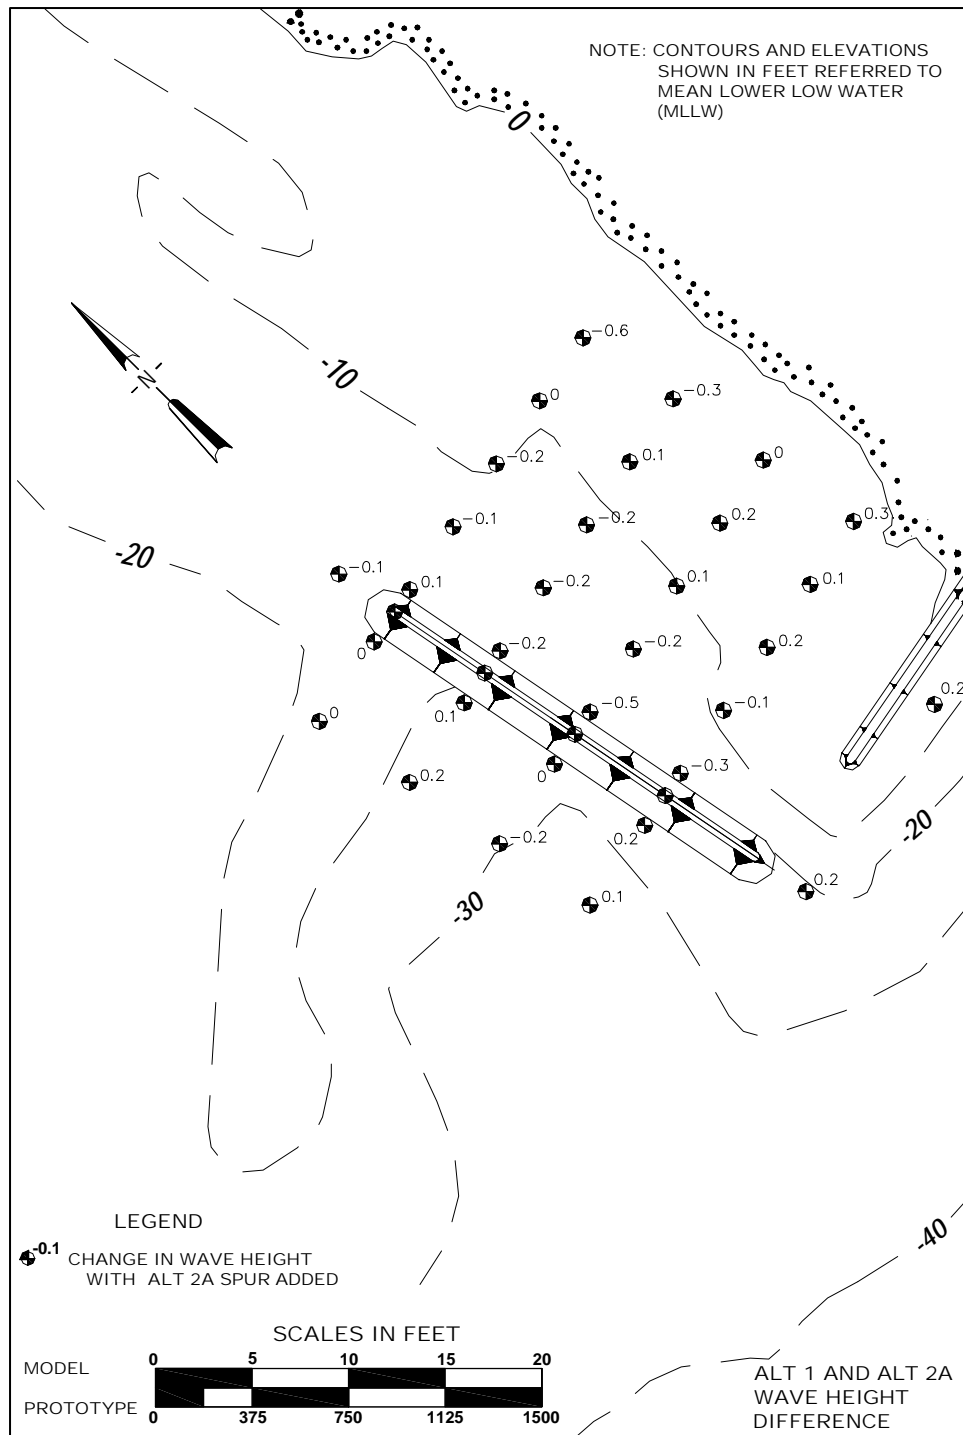 NOTE: CONTOURS AND ELEVATIONS
SHOWN IN FEET REFERRED TO
MEAN LOWER LOW WATER
(MLLW)
0
-0.6
-10
0
-0.3
-0.2
0.1
0
-0.1
-0.2
0.2
0.3
-20
-0.1
0.1
-0.2
0.1
0.1
N
0
-0.2
-0.2
0.2
0
0.1
-0.5
-0.1
0.2
0.2
0
-0.3
-0.2
0.2
-20
-30
0.1
0.2
-40
LEGEND
-0.1
CHANGE IN WAVE HEIGHT
WITH ALT 2A SPUR ADDED
SCALES IN FEET
MODEL
0 5 10 15 20
PROTOTYPE
0 375 750 1125 1500
ALT 1 AND ALT 2A
WAVE HEIGHT
DIFFERENCE